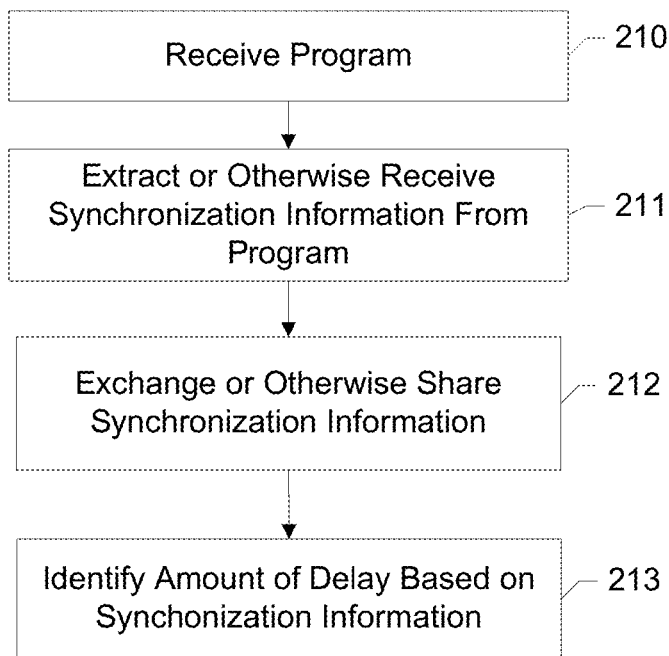 Receive Program
210
Extract or Otherwise Receive
Synchronization Information From
Program
211
Exchange or Otherwise Share
Synchronization Information
212
Identify Amount of Delay Based on
Synchonization Information
213